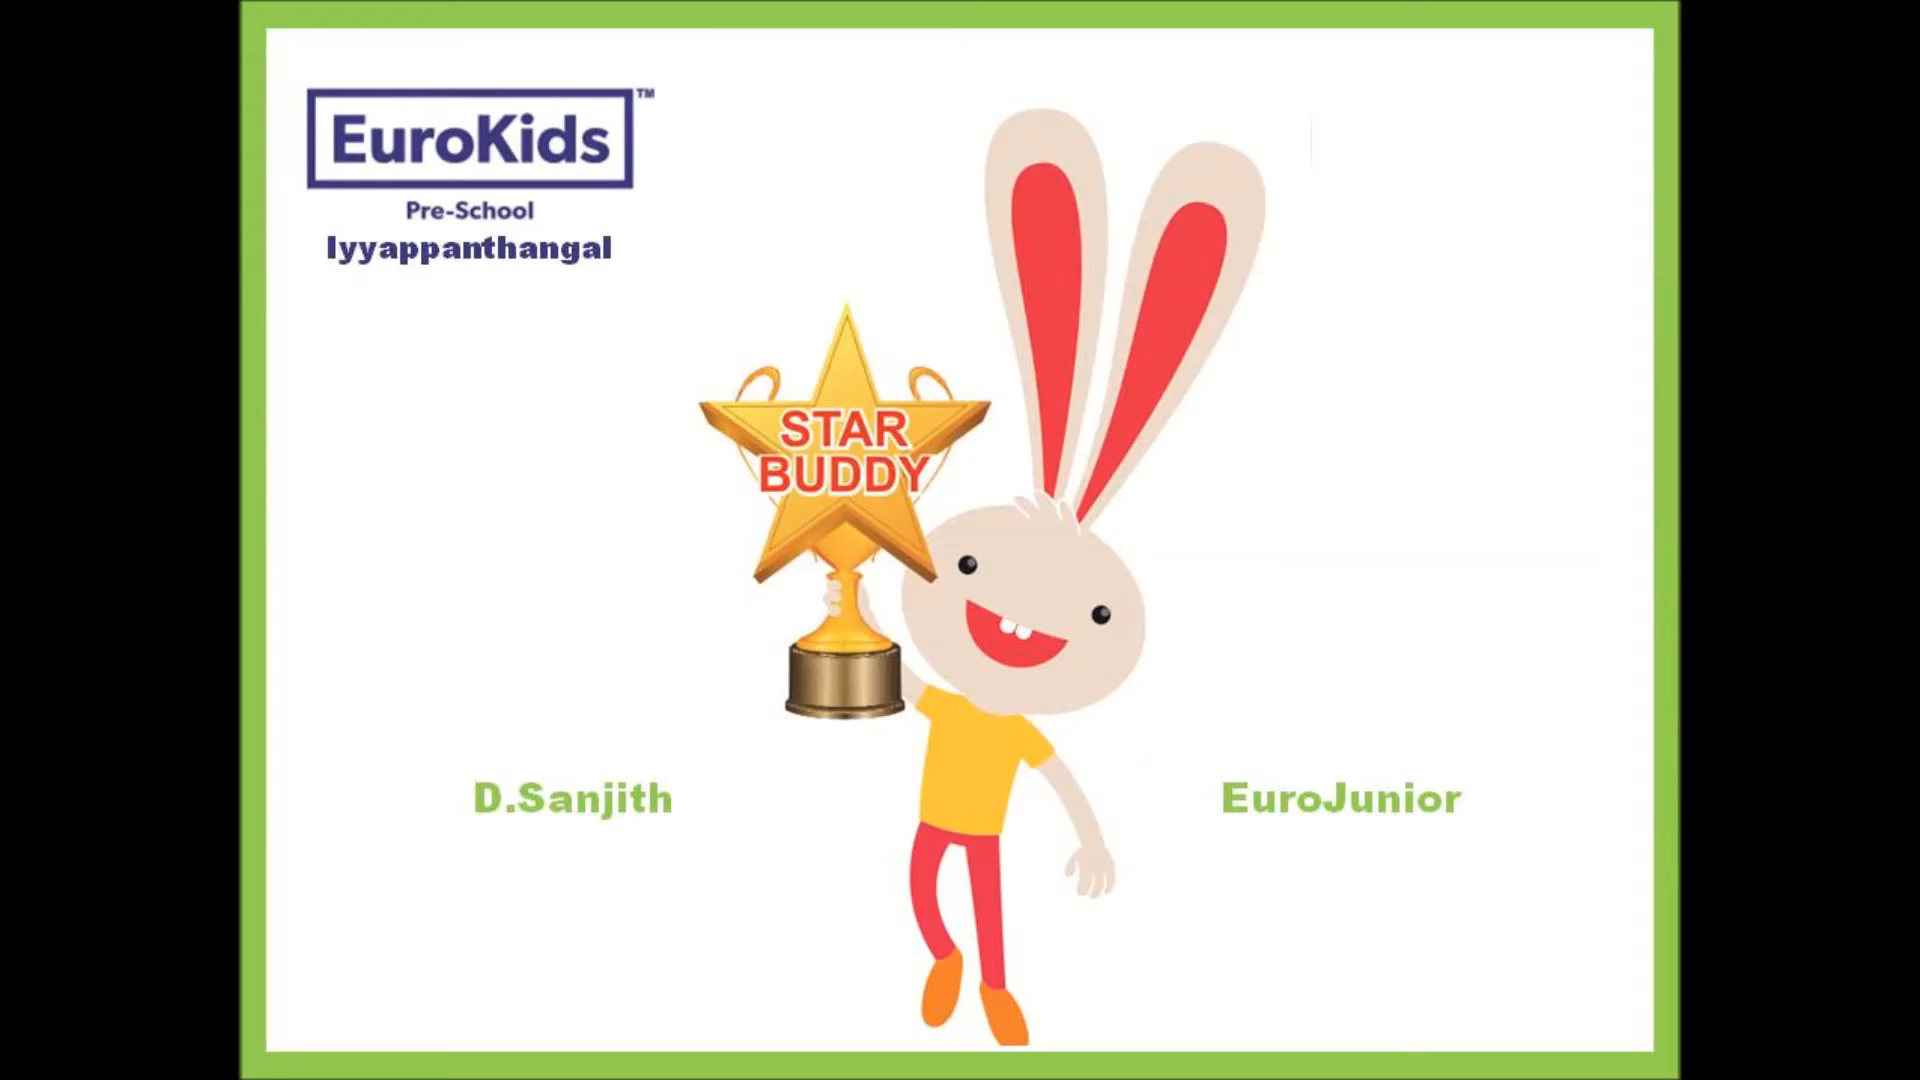 EuroKids™
Pre-School
Iyyappanthangal
STAR
BUDDY
D.Sanjith
EuroJunior